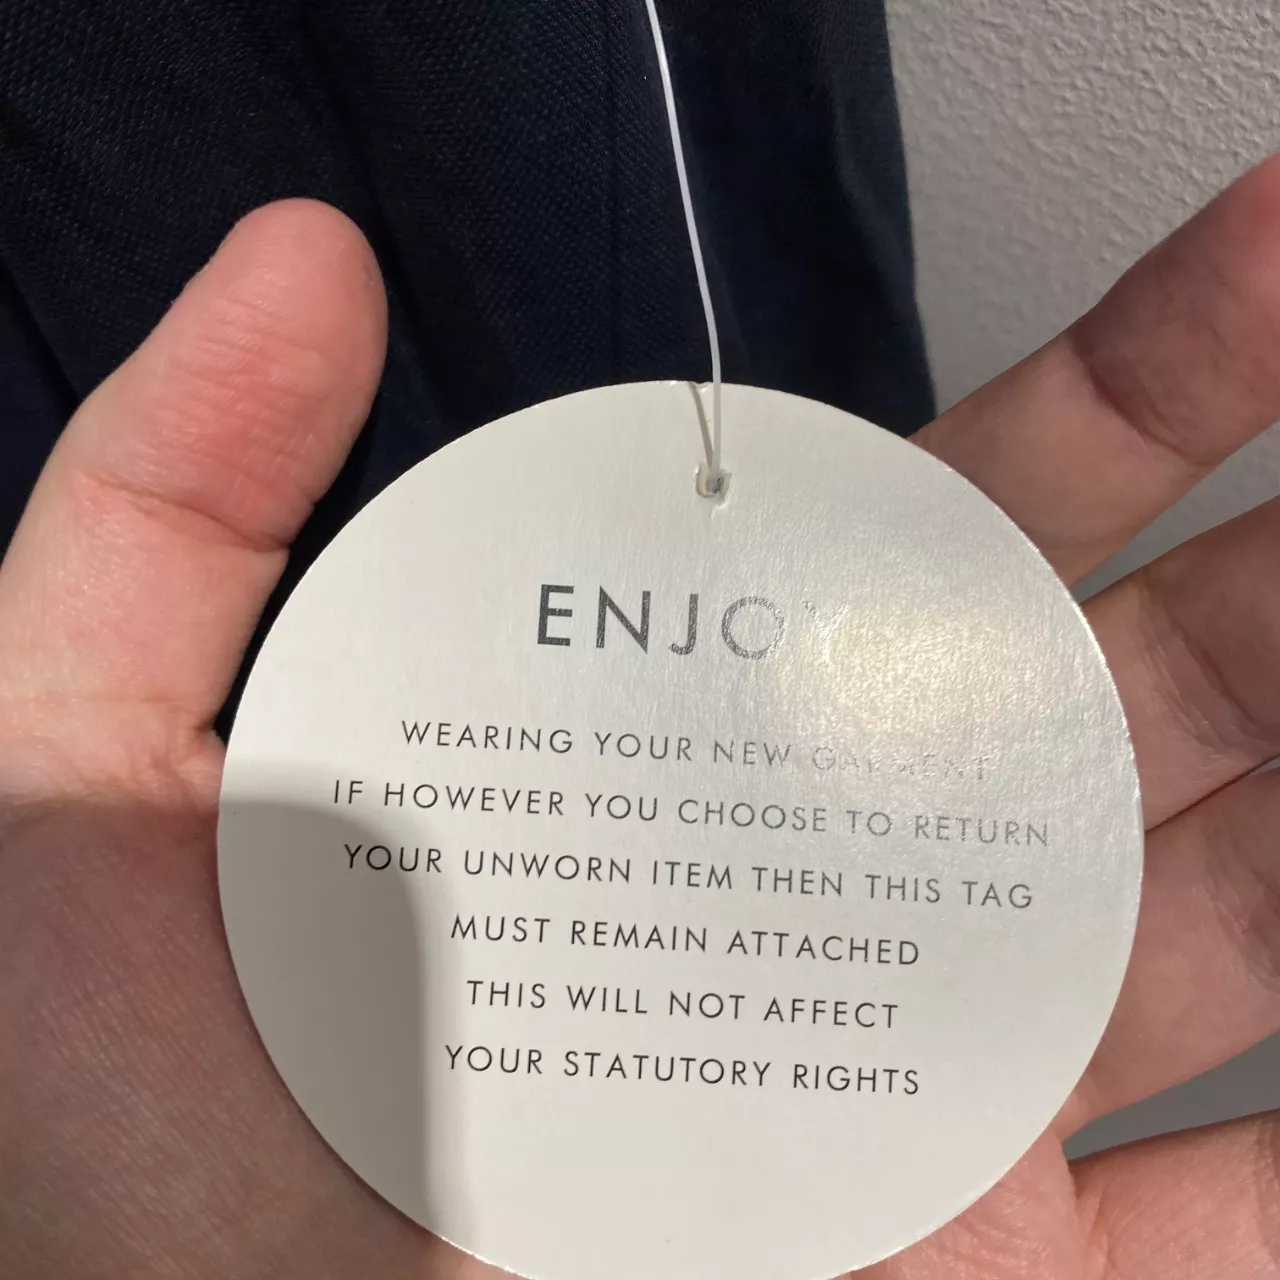 ENJOY
WEARING YOUR NEW GARMENT
IF HOWEVER YOU CHOOSE TO RETURN
YOUR UNWORN ITEM THEN THIS TAG
MUST REMAIN ATTACHED
THIS WILL NOT AFFECT
YOUR STATUTORY RIGHTS